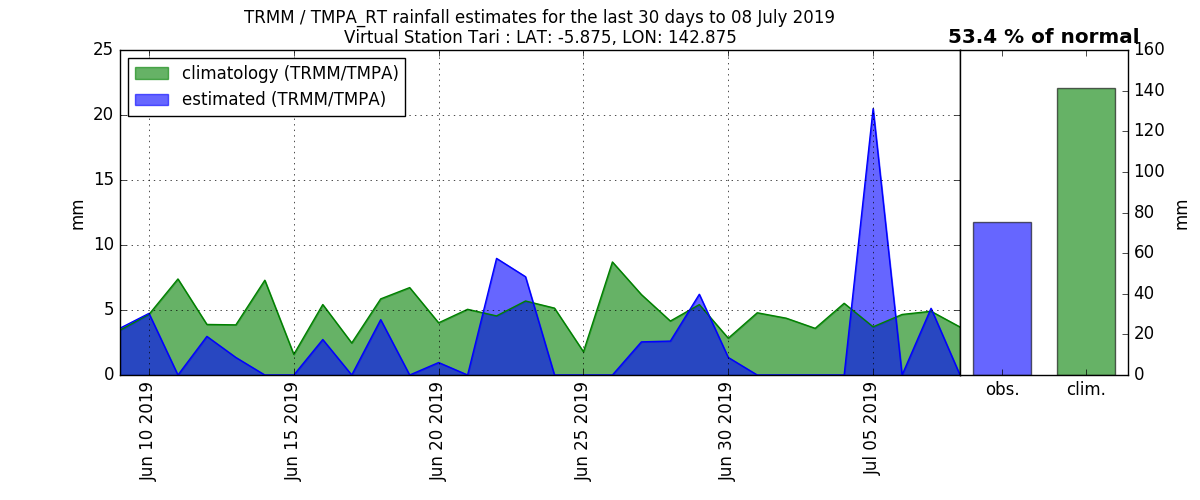 TRMM / TMPA_RT rainfall estimates for the last 30 days to 08 July 2019
Virtual Station Tari : LAT: -5.875, LON: 142.875
53.4 % of normal
climatology (TRMM/TMPA)
estimated (TRMM/TMPA)
mm
25
20
15
10
5
0
Jun 10 2019
Jun 15 2019
Jun 20 2019
Jun 25 2019
Jun 30 2019
Jul 05 2019
obs.
clim.
160
140
120
100
80
60
40
20
0
mm